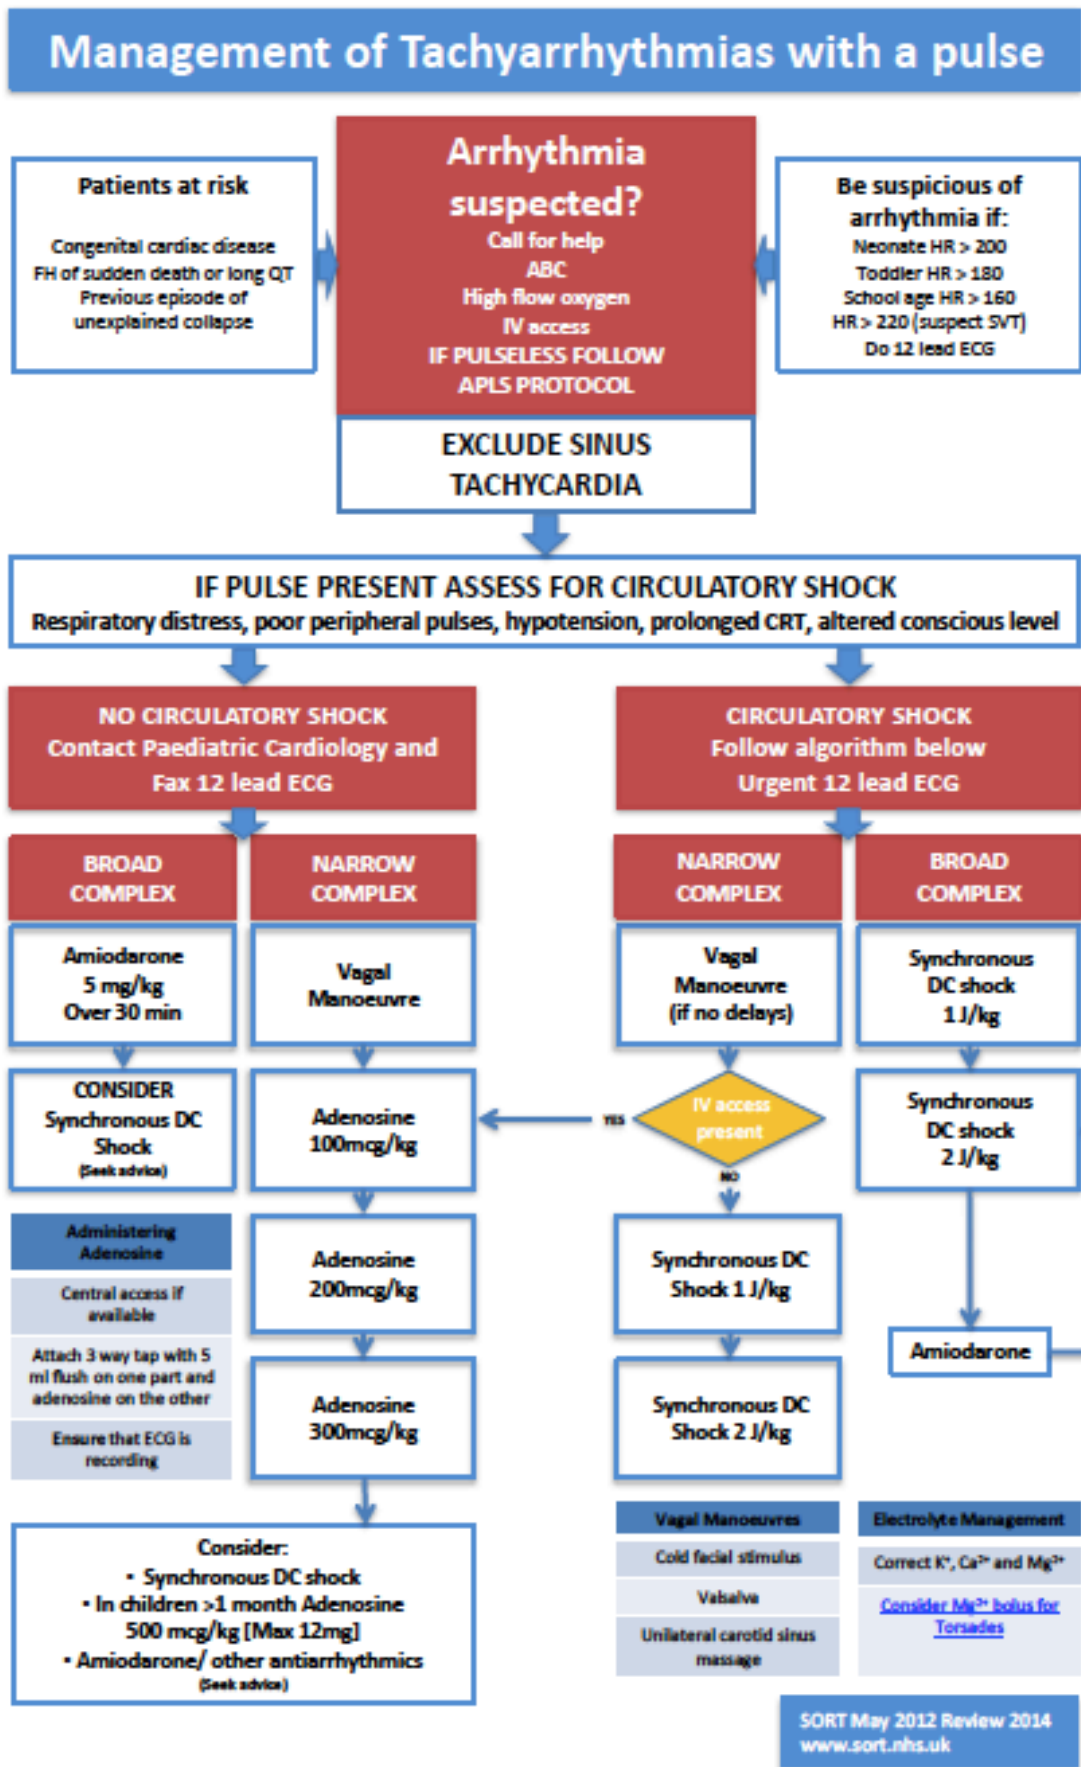 Management of Tachyarrhythmias with a pulse
Patients at risk
Congenital cardiac disease
FH of sudden death or long QT
Previous episode of
unexplained collapse
Arrhythmia
suspected?
Call for help
ABC
High flow oxygen
IV access
IF PULSELESS FOLLOW
APLS PROTOCOL
Be suspicious of
arrhythmia if:
Neonate HR > 200
Toddler HR > 180
School age HR > 160
HR > 220 (suspect SVT)
Do 12 lead ECG
EXCLUDE SINUS
TACHYCARDIA
IF PULSE PRESENT ASSESS FOR CIRCULATORY SHOCK
Respiratory distress, poor peripheral pulses, hypotension, prolonged CRT, altered conscious level
NO CIRCULATORY SHOCK
Contact Paediatric Cardiology and
Fax 12 lead ECG
CIRCULATORY SHOCK
Follow algorithm below
Urgent 12 lead ECG
BROAD
COMPLEX
NARROW
COMPLEX
NARROW
COMPLEX
BROAD
COMPLEX
Amiodarone
5 mg/kg
Over 30 min
Vagal
Manoeuvre
Vagal
Manoeuvre
(if no delays)
Synchronous
DC shock
1 J/kg
CONSIDER
Synchronous DC
Shock
(Seek advice)
Adenosine
100mcg/kg
YES
IV access
present
NO
Synchronous
DC shock
2 J/kg
Administering
Adenosine
Central access if
available
Attach 3 way tap with 5
ml flush on one part and
adenosine on the other
Ensure that ECG is
recording
Adenosine
200mcg/kg
Adenosine
300mcg/kg
Synchronous DC
Shock 1 J/kg
Synchronous DC
Shock 2 J/kg
Amiodarone
Consider:
• Synchronous DC shock
• In children >1 month Adenosine
500 mcg/kg [Max 12mg]
• Amiodarone/ other antiarrhythmics
(Seek advice)
Vagal Manoeuvres
Cold facial stimulus
Valsalva
Unilateral carotid sinus
massage
Electrolyte Management
Correct K⁺, Ca²⁺ and Mg²⁺
Consider Mg²⁺ bolus for
Torsades
SORT May 2012 Review 2014
www.sort.nhs.uk